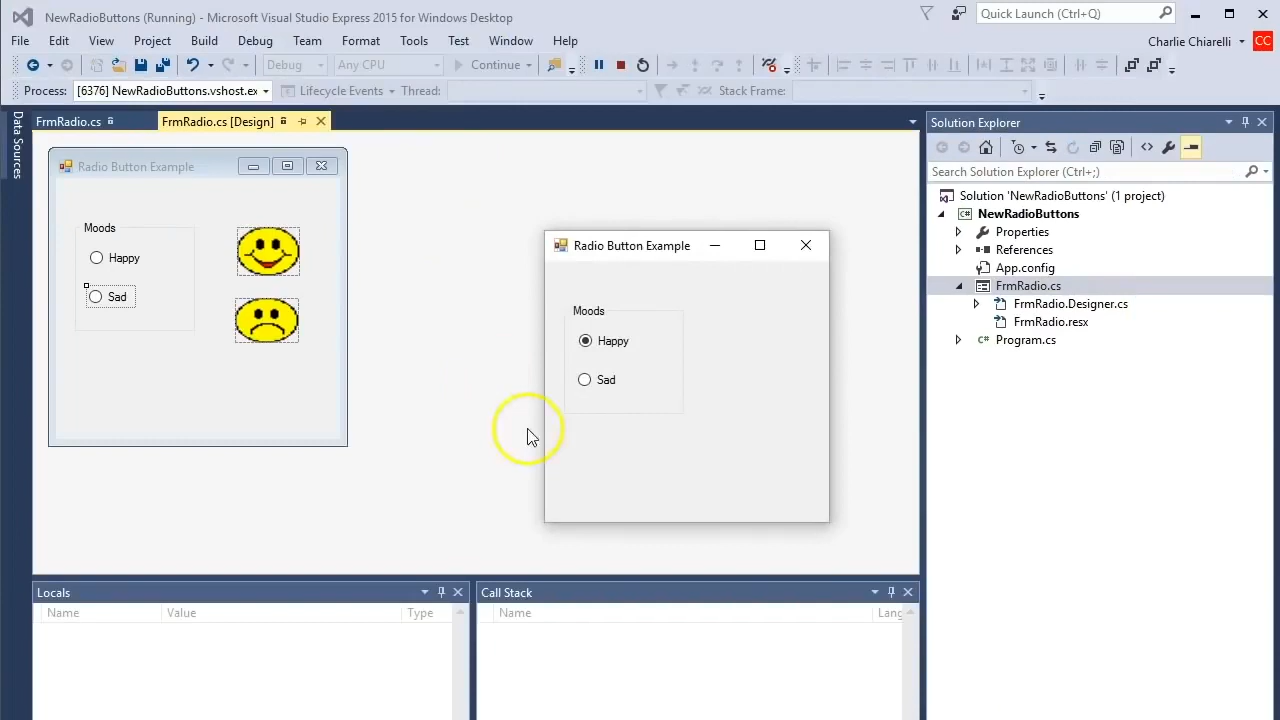 NewRadioButtons (Running) - Microsoft Visual Studio Express 2015 for Windows Desktop
Quick Launch (Ctrl+Q)
File Edit View Project Build Debug Team Format Tools Test Window Help
Charlie Chiarelli CC
Debug Any CPU Continue
Process: [6376] NewRadioButtons.vshost.ex Lifecycle Events Thread: Stack Frame:
Data Sources
FrmRadio.cs FrmRadio.cs [Design]
Radio Button Example
Moods
Happy
Sad
Radio Button Example
Moods
Happy
Sad
Solution Explorer
Search Solution Explorer (Ctrl+;)
Solution 'NewRadioButtons' (1 project)
NewRadioButtons
Properties
References
App.config
FrmRadio.cs
FrmRadio.Designer.cs
FrmRadio.resx
Program.cs
Locals
Name Value Type
Call Stack
Name Lang